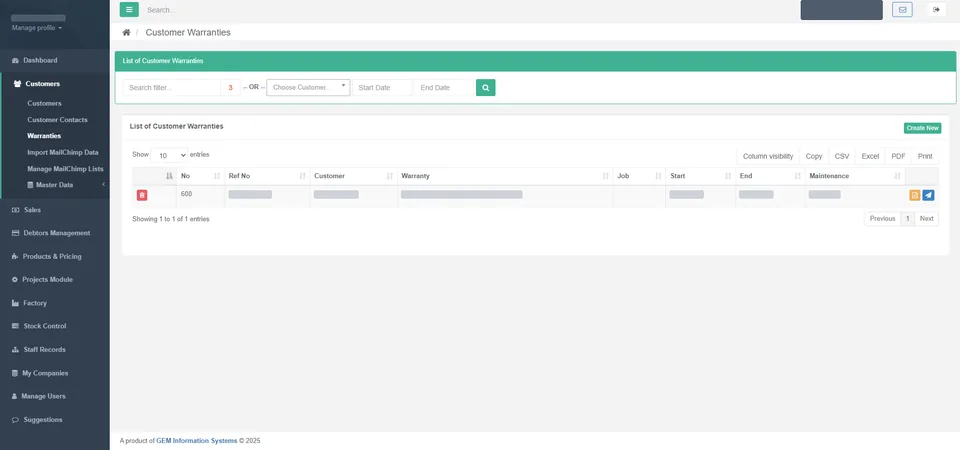 Manage profile
Dashboard
Customers
Customers
Customer Contacts
Warranties
Import MailChimp Data
Manage MailChimp Lists
Master Data
Sales
Debtors Management
Products & Pricing
Projects Module
Factory
Stock Control
Staff Records
My Companies
Manage Users
Suggestions
Search...
/ Customer Warranties
List of Customer Warranties
Search filter... 3 -- OR -- Choose Customer... Start Date End Date
List of Customer Warranties Create New
Show 10 entries
Column visibility Copy CSV Excel PDF Print
No Ref No Customer Warranty Job Start End Maintenance
600
Showing 1 to 1 of 1 entries
Previous 1 Next
A product of GEM Information Systems © 2025